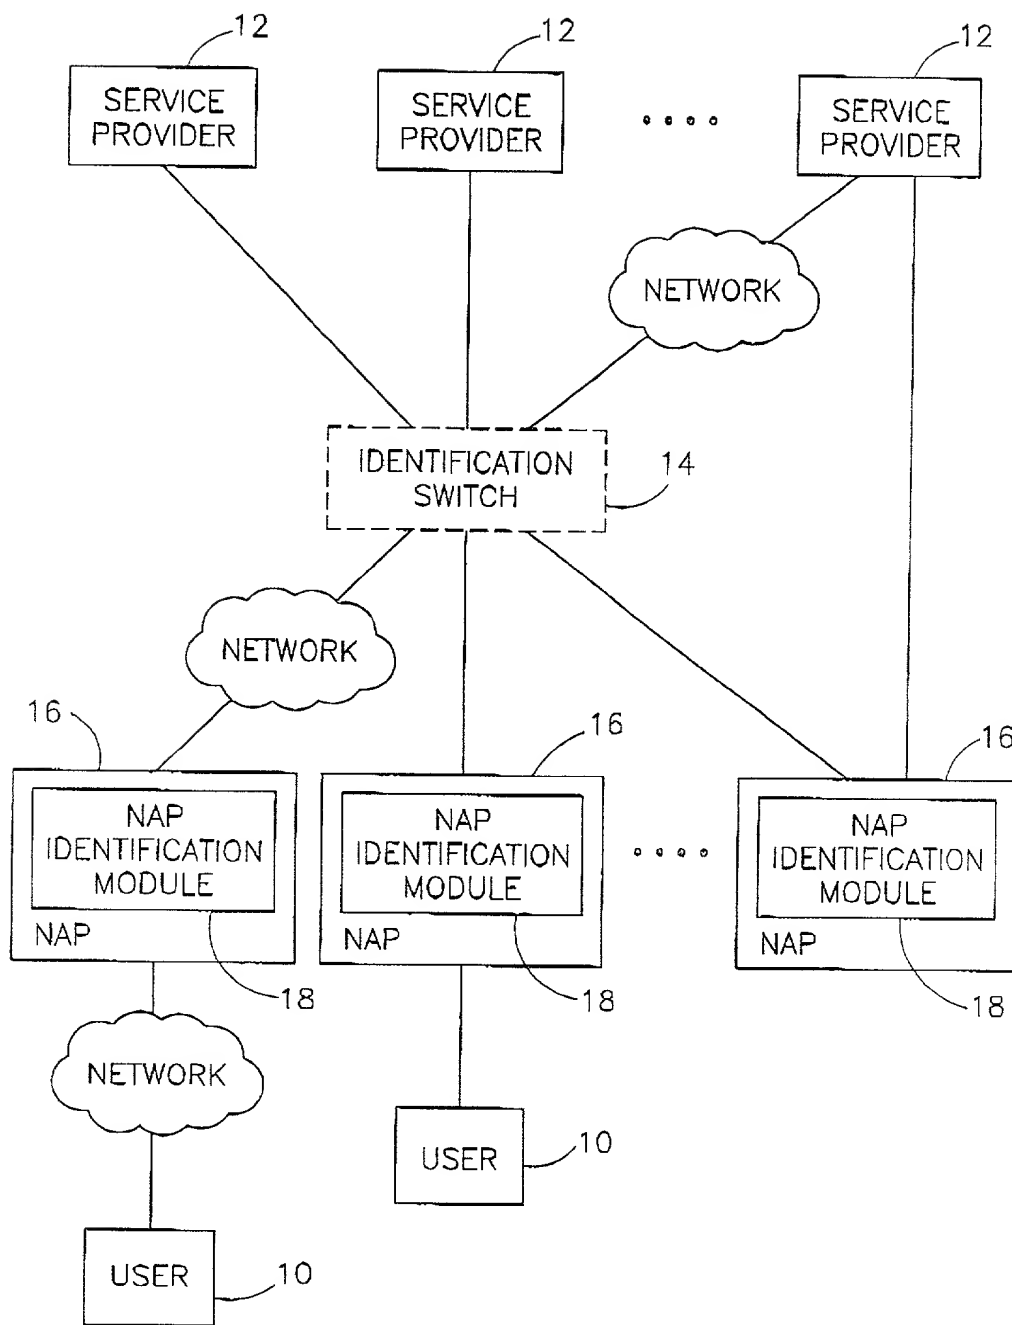 12
12
12
SERVICE
PROVIDER
SERVICE
PROVIDER
SERVICE
PROVIDER
NETWORK
IDENTIFICATION
SWITCH
14
NETWORK
16
16
16
NAP
IDENTIFICATION
MODULE
NAP
NAP
IDENTIFICATION
MODULE
NAP
NAP
IDENTIFICATION
MODULE
NAP
18
18
18
NETWORK
USER
10
USER
10